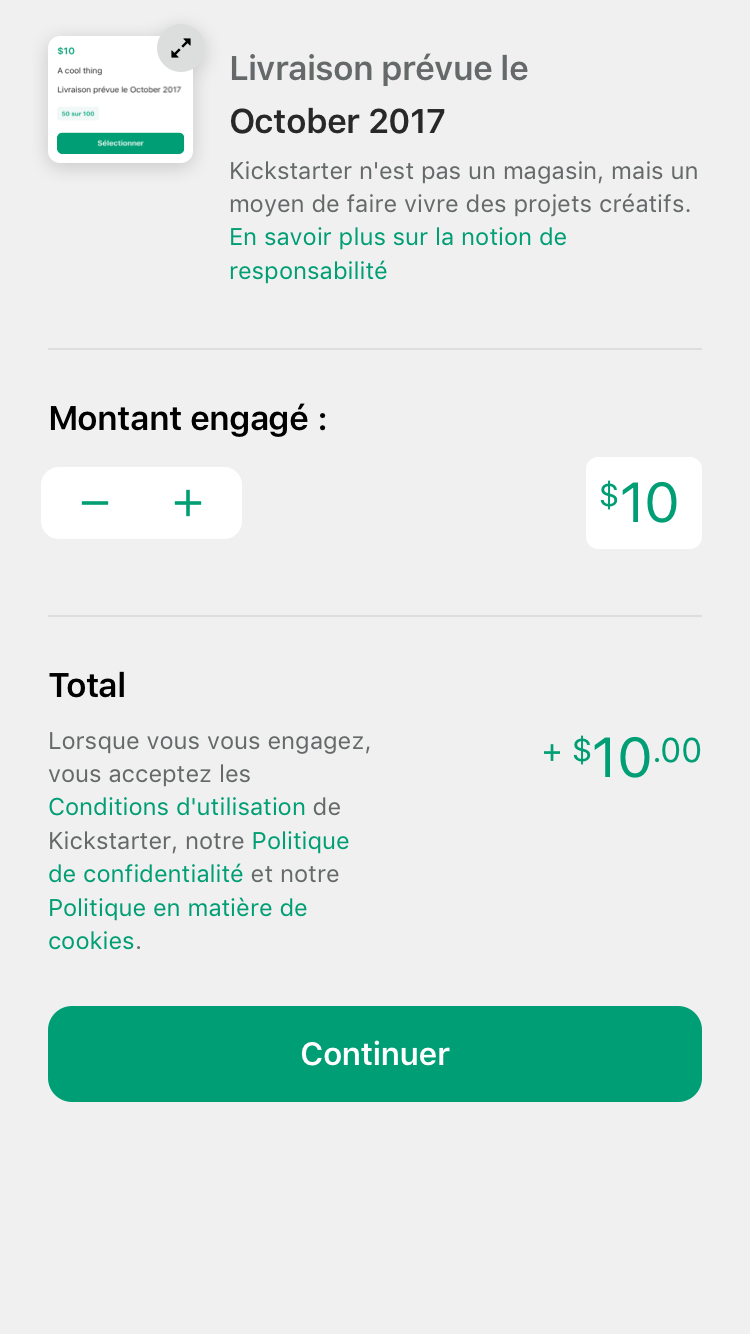 $10
A cool thing
Livraison prévue le October 2017
50 sur 100
Sélectionner
Livraison prévue le
October 2017
Kickstarter n'est pas un magasin, mais un
moyen de faire vivre des projets créatifs.
En savoir plus sur la notion de
responsabilité
Montant engagé :
− +
$10
Total
Lorsque vous vous engagez,
vous acceptez les
Conditions d'utilisation de
Kickstarter, notre Politique
de confidentialité et notre
Politique en matière de
cookies.
+ $10.00
Continuer